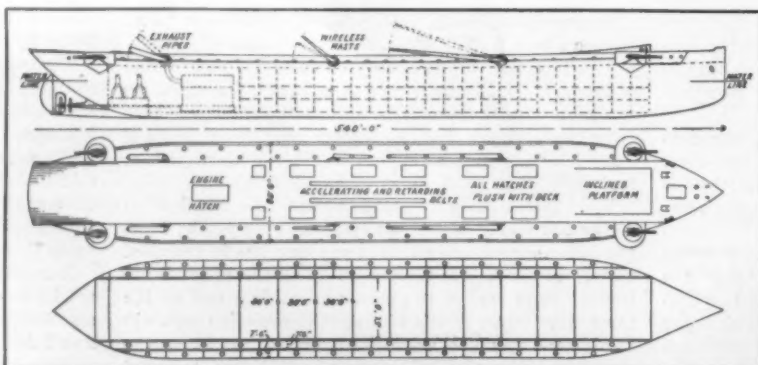 EXHAUST
PIPES
WIRELESS
MASTS
WATER
LINE
WATER
LINE
540'-0"
ENGINE
HATCH
ACCELERATING AND RETARDING
BELTS
ALL HATCHES
FLUSH WITH DECK
INCLINED
PLATFORM